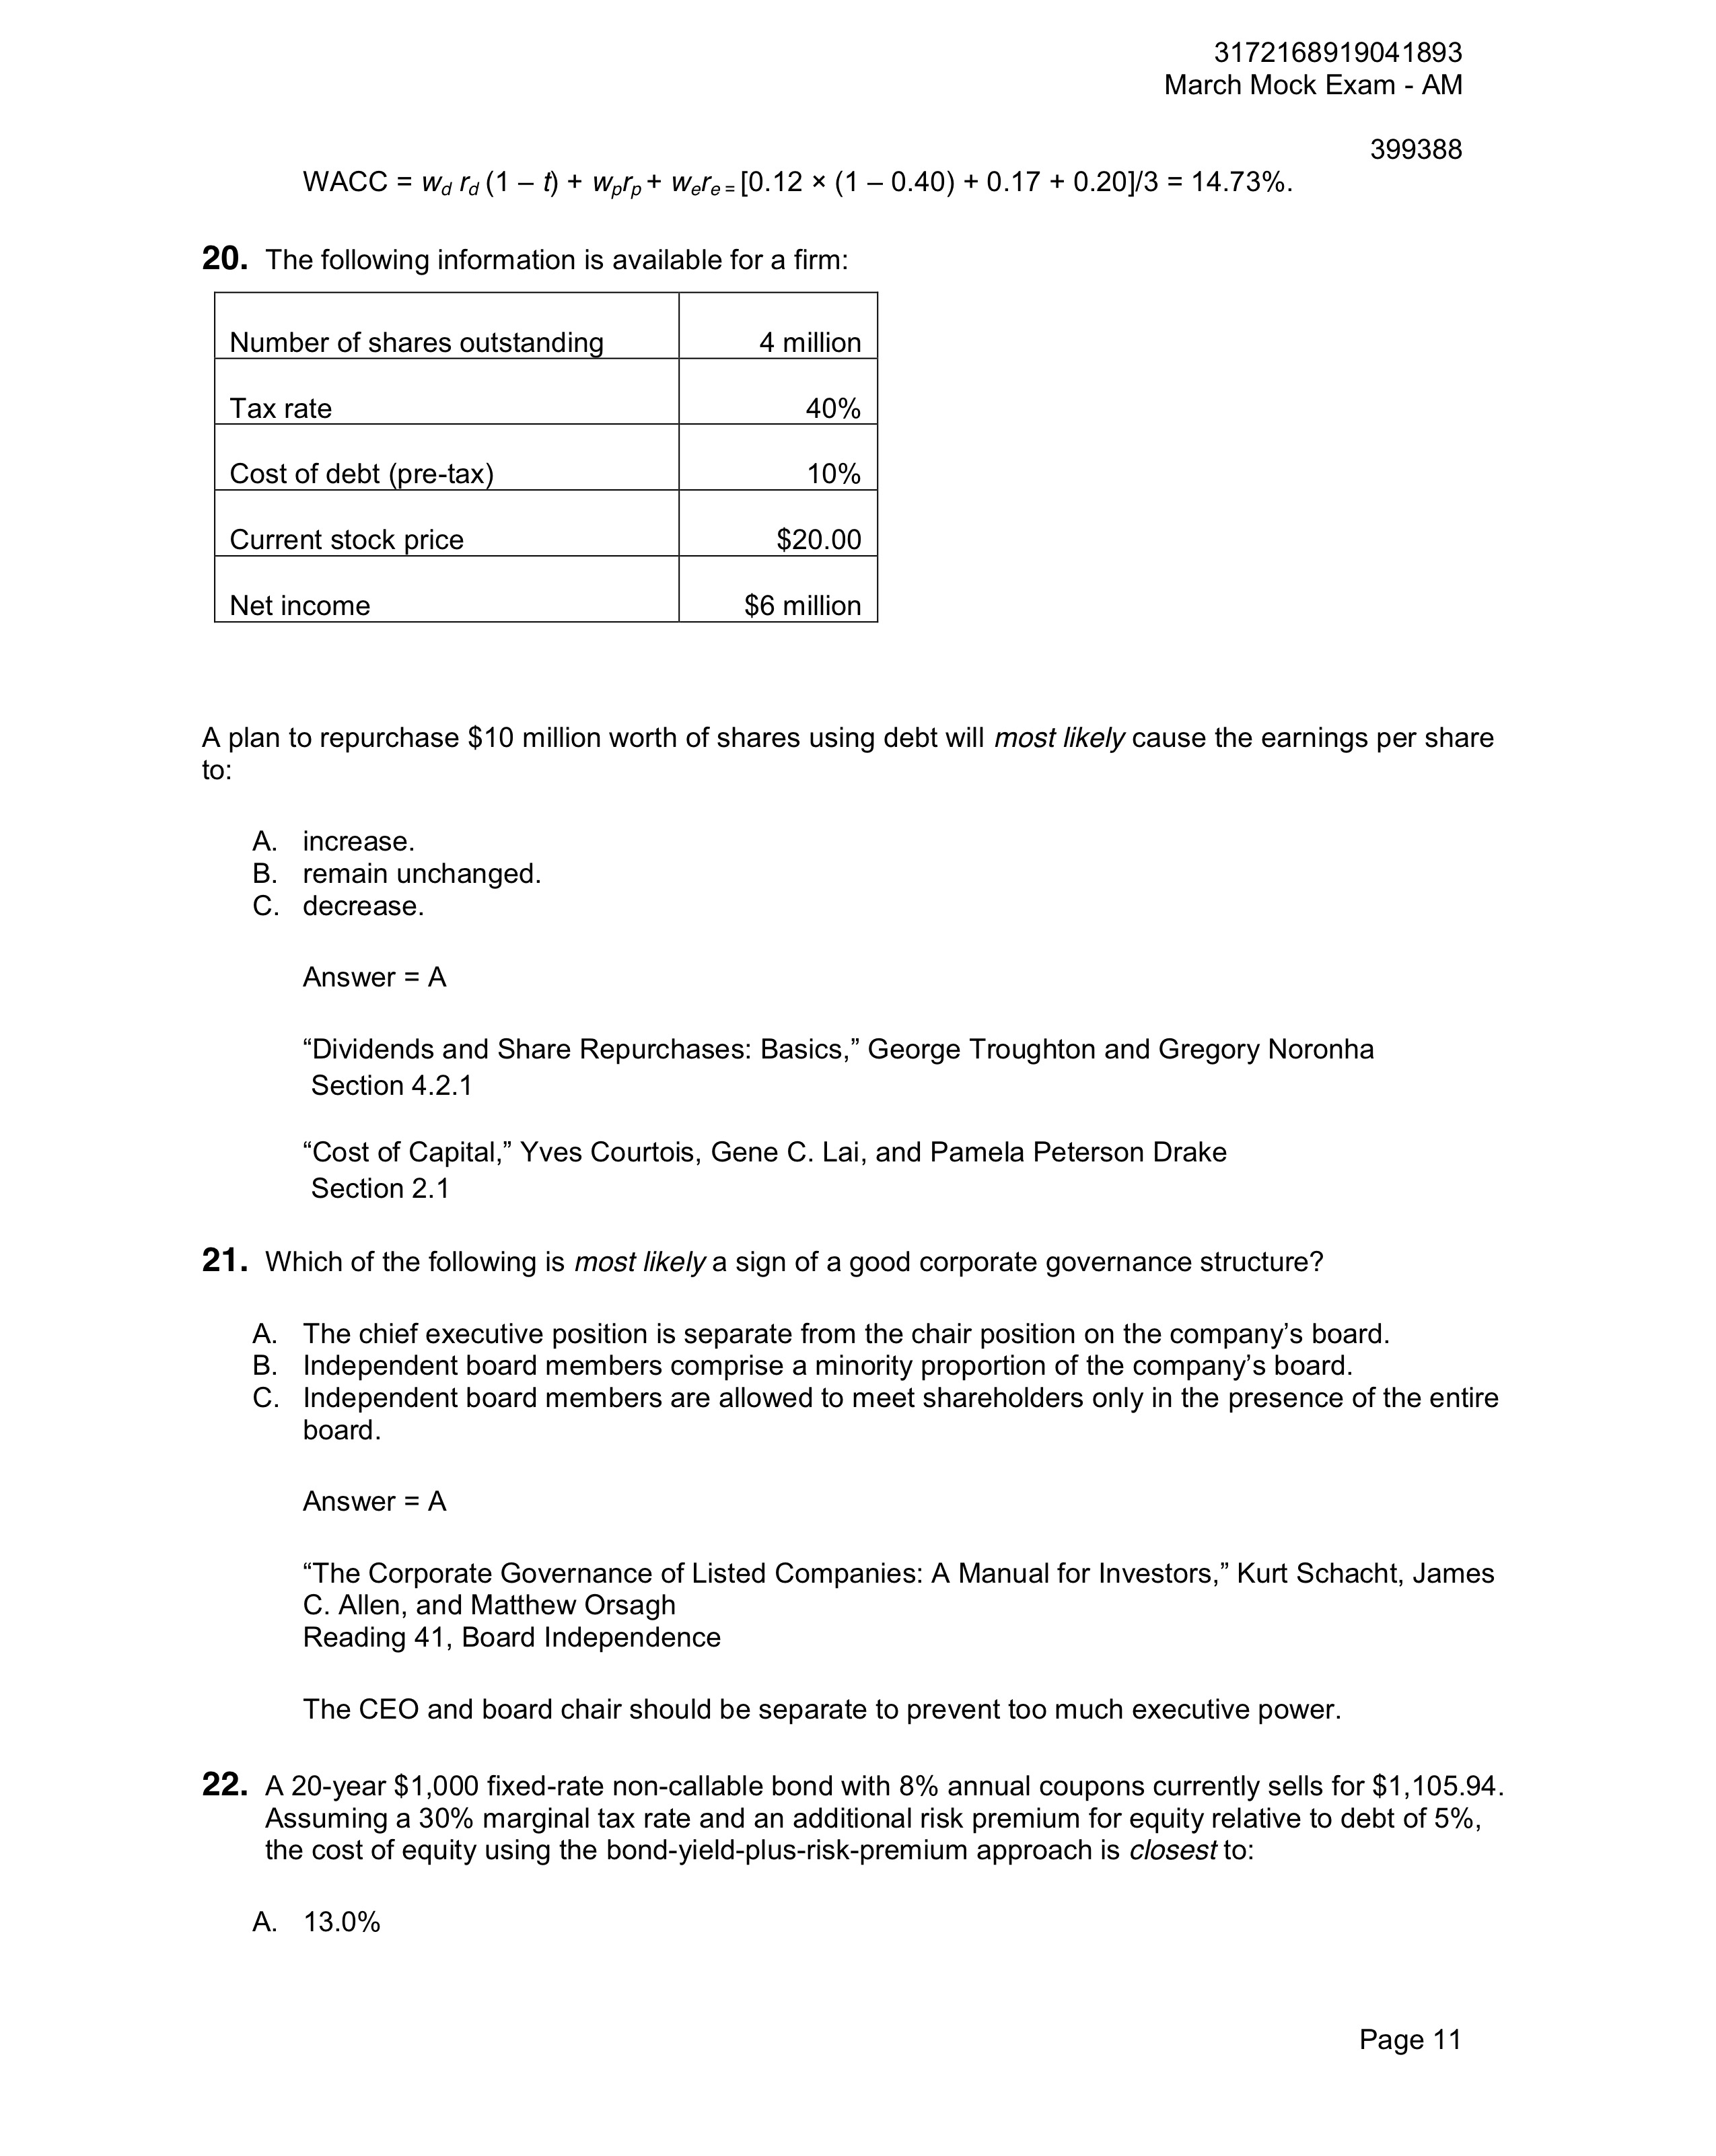 3172168919041893
March Mock Exam - AM
399388
WACC = wd rd (1 – t) + wprp + were = [0.12 × (1 – 0.40) + 0.17 + 0.20]/3 = 14.73%.
20. The following information is available for a firm:
Number of shares outstanding 4 million
Tax rate 40%
Cost of debt (pre-tax) 10%
Current stock price $20.00
Net income $6 million
A plan to repurchase $10 million worth of shares using debt will most likely cause the earnings per share
to:
A. increase.
B. remain unchanged.
C. decrease.
Answer = A
“Dividends and Share Repurchases: Basics,” George Troughton and Gregory Noronha
Section 4.2.1
“Cost of Capital,” Yves Courtois, Gene C. Lai, and Pamela Peterson Drake
Section 2.1
21. Which of the following is most likely a sign of a good corporate governance structure?
A. The chief executive position is separate from the chair position on the company’s board.
B. Independent board members comprise a minority proportion of the company’s board.
C. Independent board members are allowed to meet shareholders only in the presence of the entire
board.
Answer = A
“The Corporate Governance of Listed Companies: A Manual for Investors,” Kurt Schacht, James
C. Allen, and Matthew Orsagh
Reading 41, Board Independence
The CEO and board chair should be separate to prevent too much executive power.
22. A 20-year $1,000 fixed-rate non-callable bond with 8% annual coupons currently sells for $1,105.94.
Assuming a 30% marginal tax rate and an additional risk premium for equity relative to debt of 5%,
the cost of equity using the bond-yield-plus-risk-premium approach is closest to:
A. 13.0%
Page 11